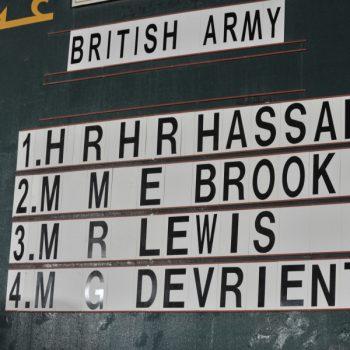 BRITISH ARMY
1.H R H R HASSA
2.M M E BROOK
3.M R LEWIS
4.M G DEVRIENT